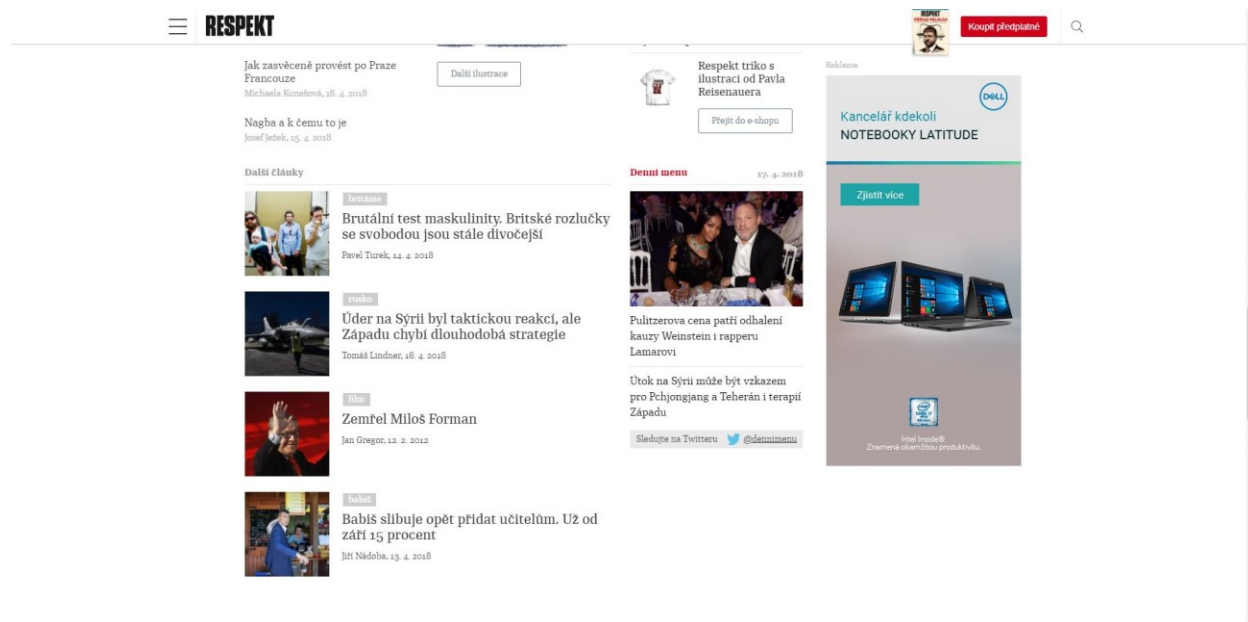 RESPEKT
RESPEKT
Koupit předplatné
Jak zasvěceně provést po Praze
Francouze
Michaela Kunešová, 18. 4. 2018
Nagba a k čemu to je
Josef Ježek, 15. 4. 2018
Další ilustrace
Respekt triko s
ilustrací od Pavla
Reisenauera
Přejít do e-shopu
Reklama
DELL
Kancelář kdekoli
NOTEBOOKY LATITUDE
Zjistit více
Intel Inside®.
Znamená okamžitou produktivitu.
Další články
británie
Brutální test maskulinity. Britské rozlučky
se svobodou jsou stále divočejší
Pavel Turek, 14. 4. 2018
rusko
Úder na Sýrii byl taktickou reakcí, ale
Západu chybí dlouhodobá strategie
Tomáš Lindner, 16. 4. 2018
film
Zemřel Miloš Forman
Jan Gregor, 12. 2. 2012
babiš
Babiš slibuje opět přidat učitelům. Už od
září 15 procent
Jiří Nádoba, 13. 4. 2018
Denní menu
17. 4. 2018
Pulitzerova cena patří odhalení
kauzy Weinstein i rapperu
Lamarovi
Útok na Sýrii může být vzkazem
pro Pchjongjang a Teherán i terapií
Západu
Sledujte na Twitteru @dennimenu